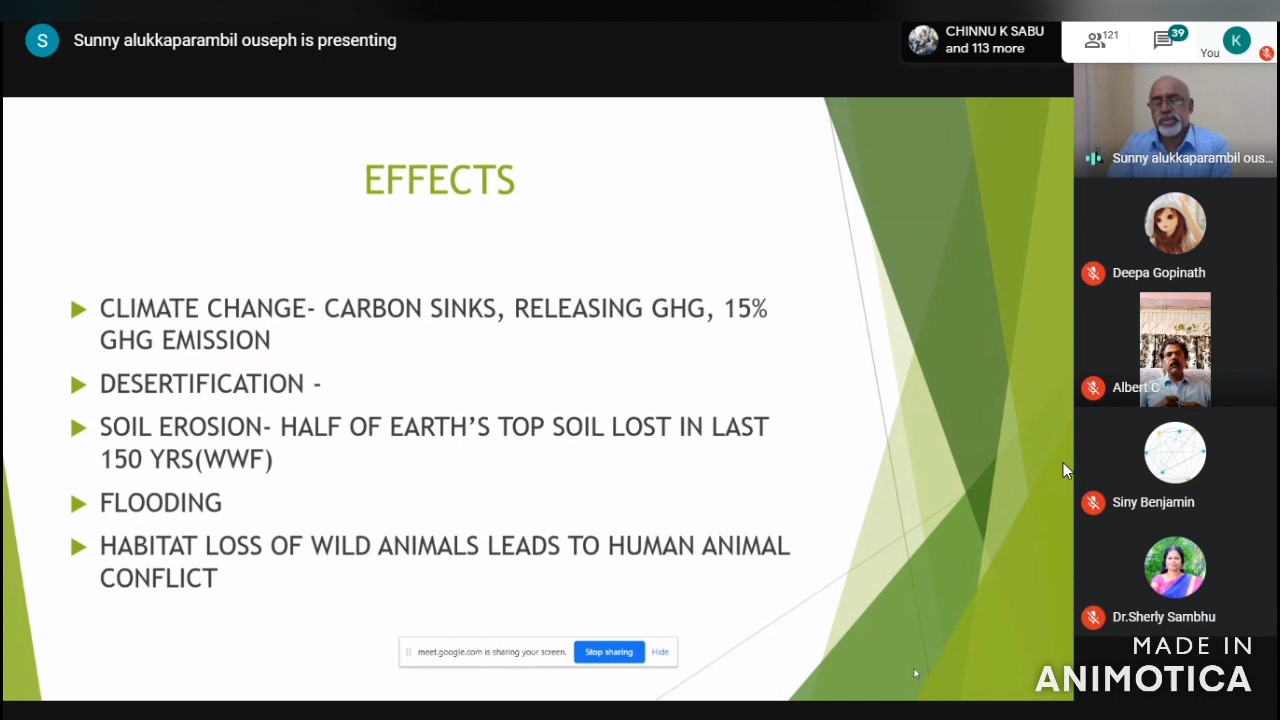 S Sunny alukkaparambil ouseph is presenting
CHINNU K SABU
and 113 more
121
39
You K
EFFECTS
CLIMATE CHANGE- CARBON SINKS, RELEASING GHG, 15%
GHG EMISSION
DESERTIFICATION -
SOIL EROSION- HALF OF EARTH'S TOP SOIL LOST IN LAST
150 YRS(WWF)
FLOODING
HABITAT LOSS OF WILD ANIMALS LEADS TO HUMAN ANIMAL
CONFLICT
meet.google.com is sharing your screen. Stop sharing Hide
Sunny alukkaparambil ous...
Deepa Gopinath
Albert C
Siny Benjamin
Dr.Sherly Sambhu
MADE IN
ANIMOTICA